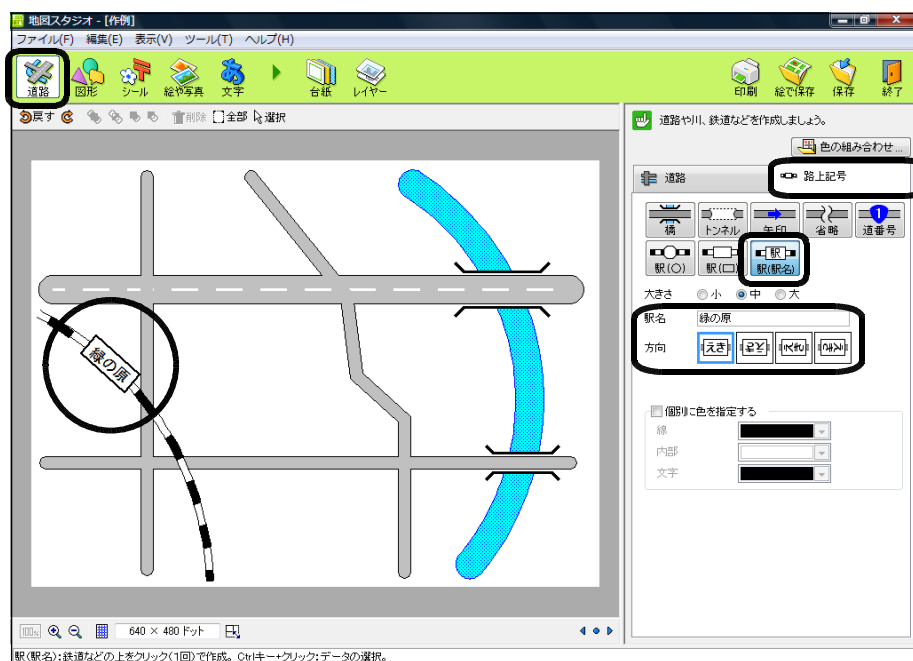 地図スタジオ - [作例]
ファイル(F) 編集(E) 表示(V) ツール(T) ヘルプ(H)
道路 図形 シール 絵や写真 文字 台紙 レイヤー 印刷 絵で保存 保存 終了
戻す 削除 全部 選択
道路や川、鉄道などを作成しましょう。
色の組み合わせ...
道路 路上記号
橋 トンネル 矢印 省略 1 道番号
駅(○) 駅(□) 駅 駅(駅名)
大きさ 小 中 大
駅名 緑の原
方向 えき
個別に色を指定する
線
内部
文字
緑の原
100% 640 × 480 ドット
駅(駅名):鉄道などの上をクリック(1回)で作成。Ctrlキー+クリック:データの選択。